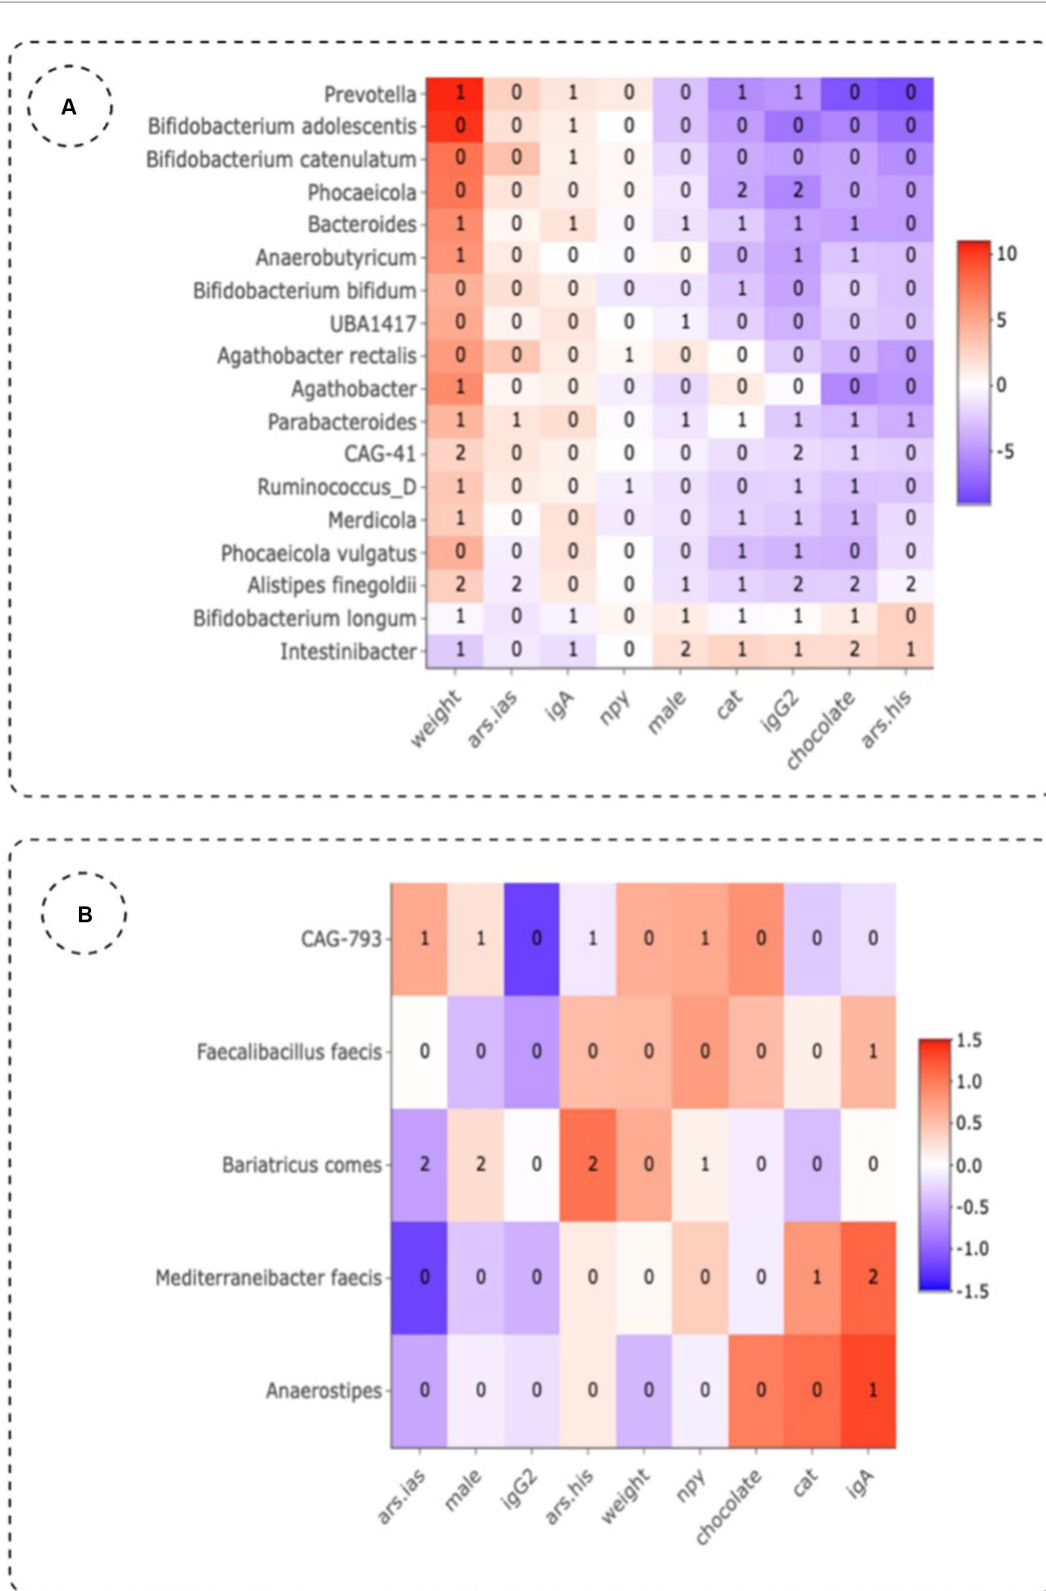 A
Prevotella 1 0 1 0 0 1 1 0 0
Bifidobacterium adolescentis 0 0 1 0 0 0 0 0 0
Bifidobacterium catenulatum 0 0 1 0 0 0 0 0 0
Phocaeicola 0 0 0 0 0 2 2 0 0
Bacteroides 1 0 1 0 1 1 1 1 0
Anaerobutyricum 1 0 0 0 0 0 1 1 0
Bifidobacterium bifidum 0 0 0 0 0 1 0 0 0
UBA1417 0 0 0 0 1 0 0 0 0
Agathobacter rectalis 0 0 0 1 0 0 0 0 0
Agathobacter 1 0 0 0 0 0 0 0 0
Parabacteroides 1 1 0 0 1 1 1 1 1
CAG-41 2 0 0 0 0 0 2 1 0
Ruminococcus_D 1 0 0 1 0 0 1 1 0
Merdicola 1 0 0 0 0 1 1 1 0
Phocaeicola vulgatus 0 0 0 0 0 1 1 0 0
Alistipes finegoldii 2 2 0 0 1 1 2 2 2
Bifidobacterium longum 1 0 1 0 1 1 1 1 0
Intestinibacter 1 0 1 0 2 1 1 2 1
weight ars.ias igA npy male cat igG2 chocolate ars.his
10
5
0
-5
B
CAG-793 1 1 0 1 0 1 0 0 0
Faecalibacillus faecis 0 0 0 0 0 0 0 0 1
Bariatricus comes 2 2 0 2 0 1 0 0 0
Mediterraneibacter faecis 0 0 0 0 0 0 0 1 2
Anaerostipes 0 0 0 0 0 0 0 0 1
ars.ias male igG2 ars.his weight npy chocolate cat igA
1.5
1.0
0.5
0.0
-0.5
-1.0
-1.5